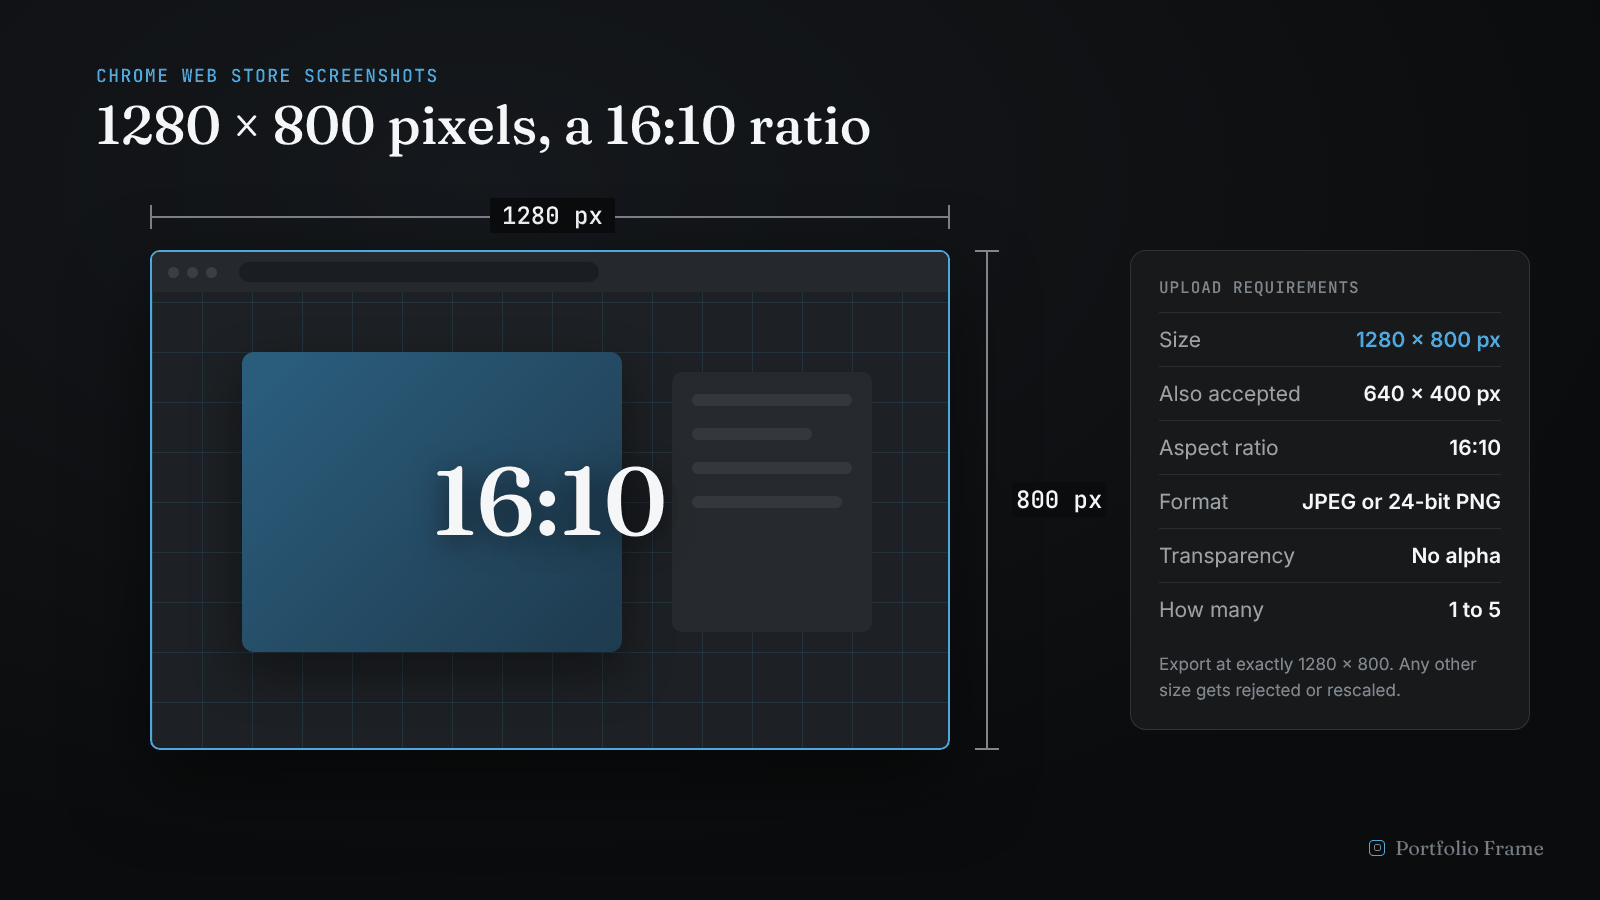 CHROME WEB STORE SCREENSHOTS
1280 × 800 pixels, a 16:10 ratio
1280 px
16:10
800 px
UPLOAD REQUIREMENTS
Size 1280 × 800 px
Also accepted 640 × 400 px
Aspect ratio 16:10
Format JPEG or 24-bit PNG
Transparency No alpha
How many 1 to 5
Export at exactly 1280 × 800. Any other
size gets rejected or rescaled.
Portfolio Frame